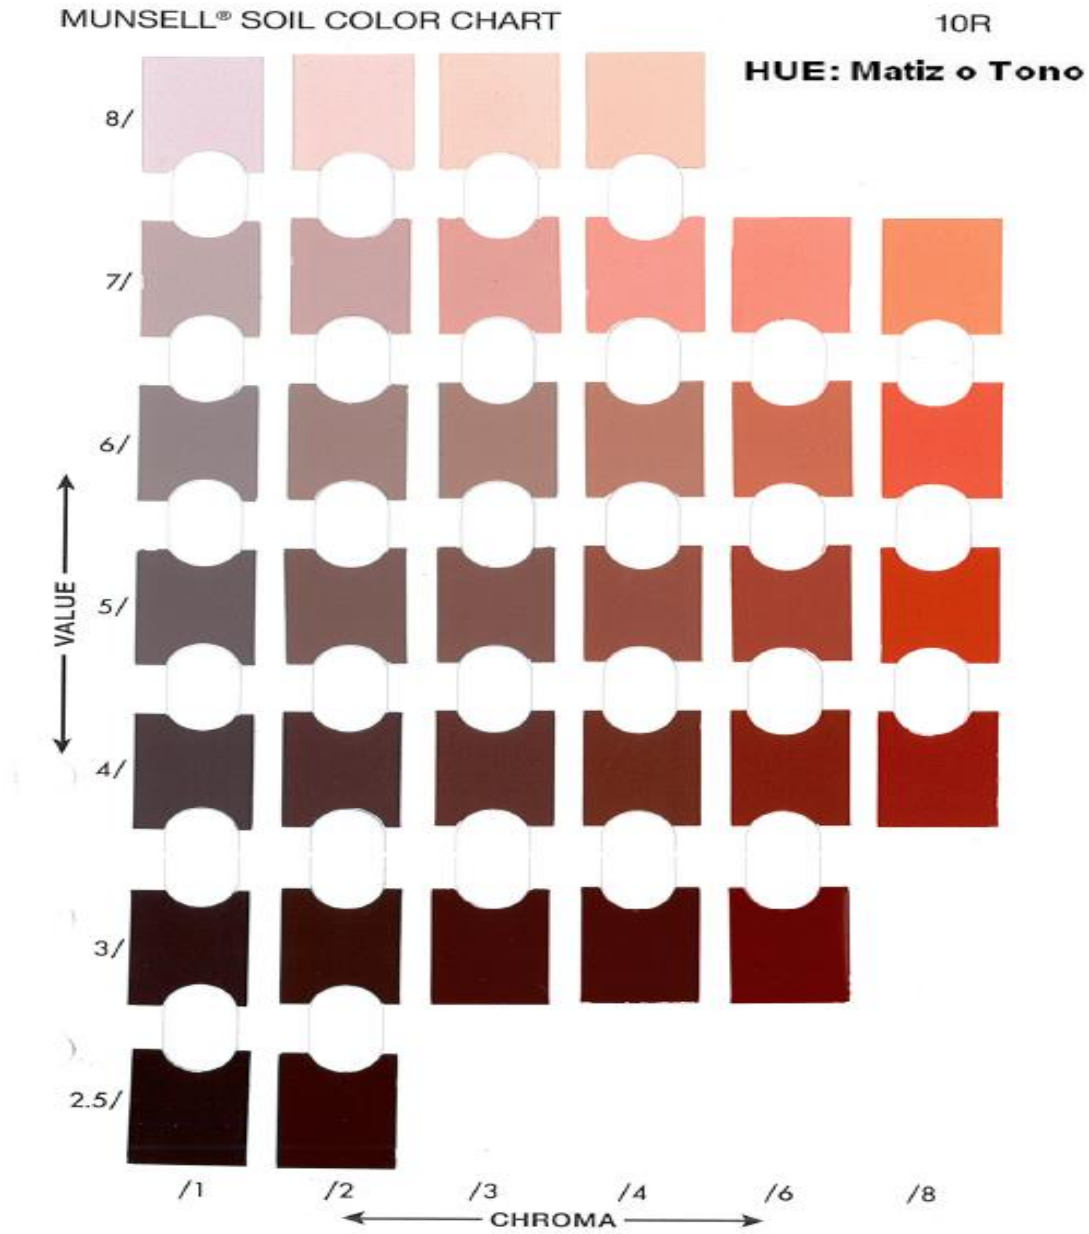 MUNSELL® SOIL COLOR CHART
10R
HUE: Matiz o Tono
8/
7/
6/
5/
4/
3/
2.5/
VALUE
/1 /2 /3 /4 /6 /8
CHROMA